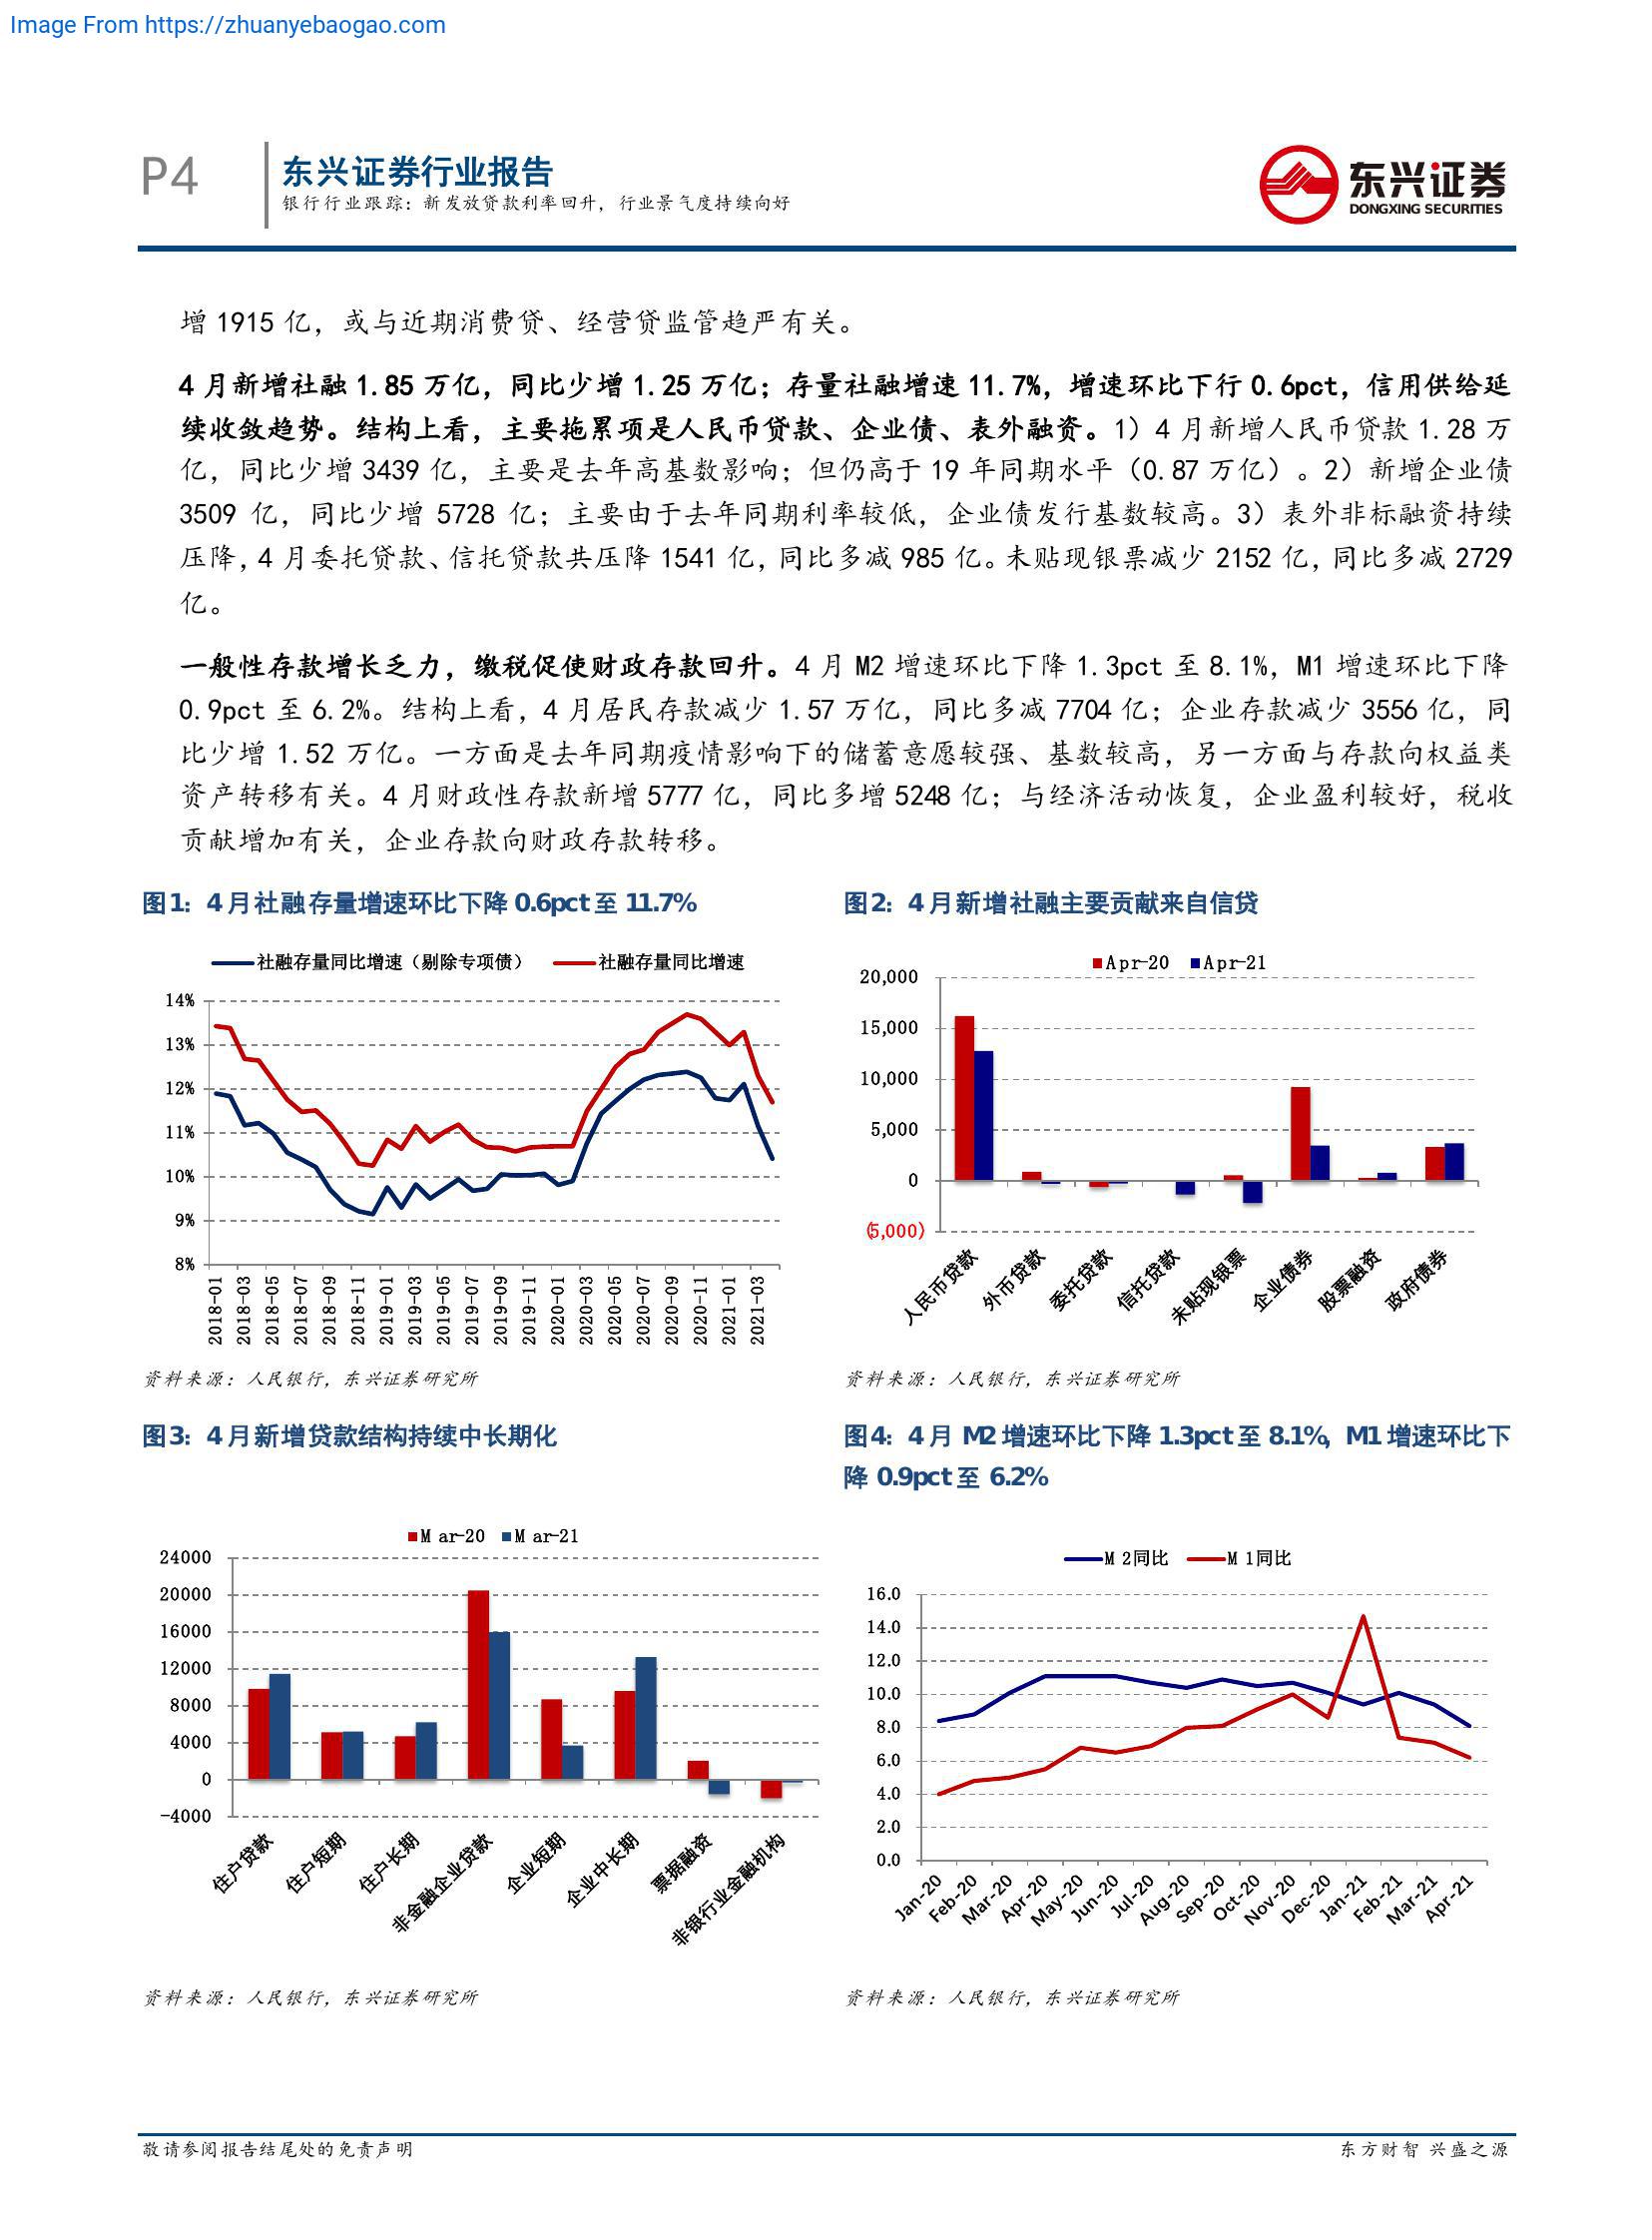 Image From https://zhuanyebaogao.com
P4
东兴证券行业报告
银行行业跟踪：新发放贷款利率回升，行业景气度持续向好
东兴证券
DONGXING SECURITIES
增 1915 亿，或与近期消费贷、经营贷监管趋严有关。
4 月新增社融 1.85 万亿，同比少增 1.25 万亿；存量社融增速 11.7%，增速环比下行 0.6pct，信用供给延
续收敛趋势。结构上看，主要拖累项是人民币贷款、企业债、表外融资。1）4 月新增人民币贷款 1.28 万
亿，同比少增 3439 亿，主要是去年高基数影响；但仍高于 19 年同期水平（0.87 万亿）。2）新增企业债
3509 亿，同比少增 5728 亿；主要由于去年同期利率较低，企业债发行基数较高。3）表外非标融资持续
压降，4 月委托贷款、信托贷款共压降 1541 亿，同比多减 985 亿。未贴现银票减少 2152 亿，同比多减 2729
亿。
一般性存款增长乏力，缴税促使财政存款回升。4 月 M2 增速环比下降 1.3pct 至 8.1%，M1 增速环比下降
0.9pct 至 6.2%。结构上看，4 月居民存款减少 1.57 万亿，同比多减 7704 亿；企业存款减少 3556 亿，同
比少增 1.52 万亿。一方面是去年同期疫情影响下的储蓄意愿较强、基数较高，另一方面与存款向权益类
资产转移有关。4 月财政性存款新增 5777 亿，同比多增 5248 亿；与经济活动恢复，企业盈利较好，税收
贡献增加有关，企业存款向财政存款转移。
图1：4 月社融存量增速环比下降 0.6pct 至 11.7%
社融存量同比增速（剔除专项债） 社融存量同比增速
14%
13%
12%
11%
10%
9%
8%
2018-01 2018-03 2018-05 2018-07 2018-09 2018-11 2019-01 2019-03 2019-05 2019-07 2019-09 2019-11 2020-01 2020-03 2020-05 2020-07 2020-09 2020-11 2021-01 2021-03
资料来源：人民银行，东兴证券研究所
图2：4 月新增社融主要贡献来自信贷
Apr-20 Apr-21
20,000
15,000
10,000
5,000
0
(5,000)
人民币贷款 外币贷款 委托贷款 信托贷款 未贴现银票 企业债券 股票融资 政府债券
资料来源：人民银行，东兴证券研究所
图3：4 月新增贷款结构持续中长期化
Mar-20 Mar-21
24000
20000
16000
12000
8000
4000
0
-4000
住户贷款 住户短期 住户长期 非金融企业贷款 企业短期 企业中长期 票据融资 非银行业金融机构
资料来源：人民银行，东兴证券研究所
图4：4 月 M2 增速环比下降 1.3pct 至 8.1%，M1 增速环比下
降 0.9pct 至 6.2%
M2同比 M1同比
16.0
14.0
12.0
10.0
8.0
6.0
4.0
2.0
0.0
Jan-20 Feb-20 Mar-20 Apr-20 May-20 Jun-20 Jul-20 Aug-20 Sep-20 Oct-20 Nov-20 Dec-20 Jan-21 Feb-21 Mar-21 Apr-21
资料来源：人民银行，东兴证券研究所
敬请参阅报告结尾处的免责声明
东方财智 兴盛之源